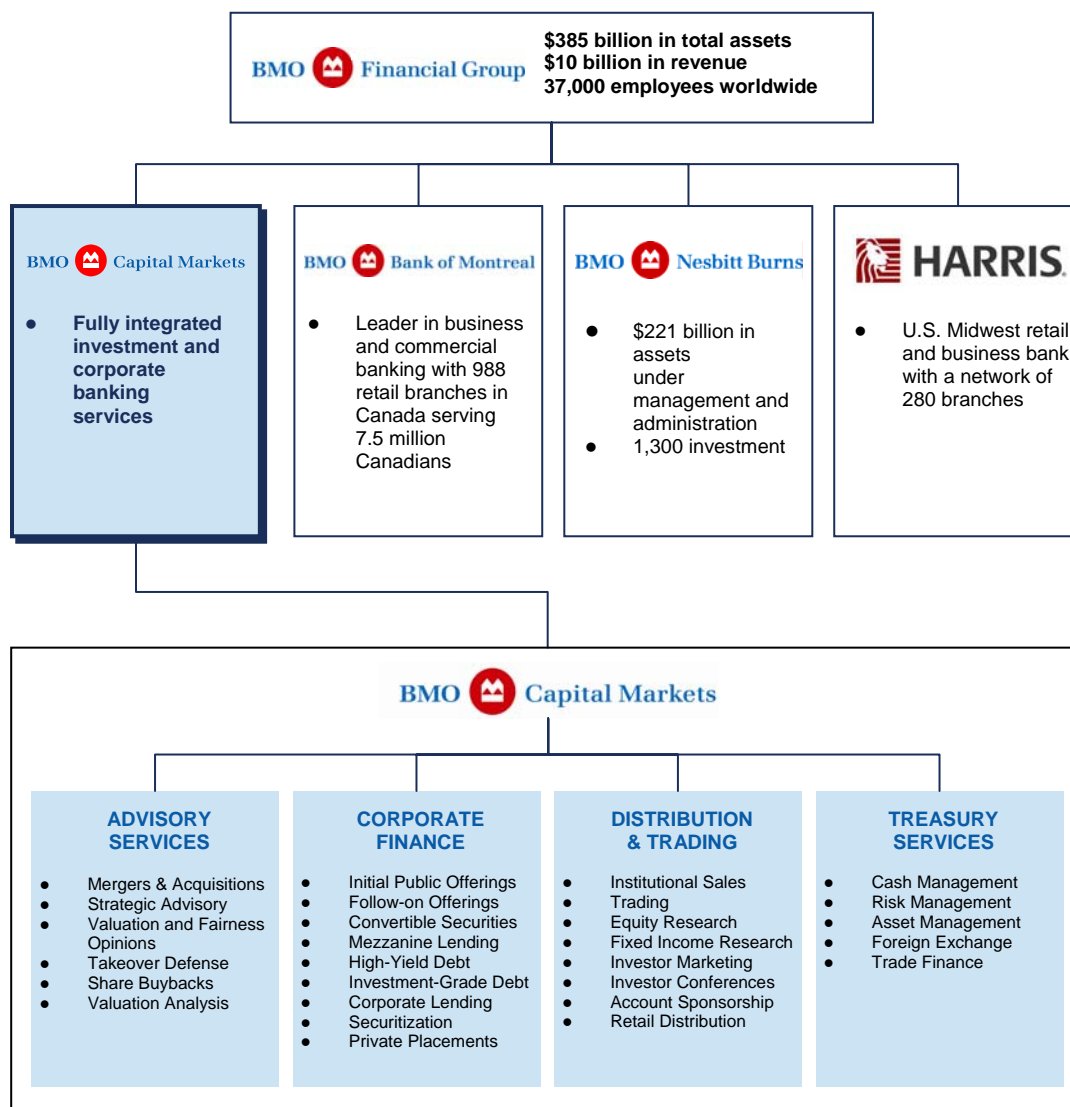 BMO Financial Group
$385 billion in total assets
$10 billion in revenue
37,000 employees worldwide
BMO Capital Markets
● Fully integrated
investment and
corporate
banking
services
BMO Bank of Montreal
● Leader in business
and commercial
banking with 988
retail branches in
Canada serving
7.5 million
Canadians
BMO Nesbitt Burns
● $221 billion in
assets
under
management and
administration
● 1,300 investment
HARRIS
● U.S. Midwest retail
and business bank
with a network of
280 branches
BMO Capital Markets
ADVISORY
SERVICES
● Mergers & Acquisitions
● Strategic Advisory
● Valuation and Fairness
Opinions
● Takeover Defense
● Share Buybacks
● Valuation Analysis
CORPORATE
FINANCE
● Initial Public Offerings
● Follow-on Offerings
● Convertible Securities
● Mezzanine Lending
● High-Yield Debt
● Investment-Grade Debt
● Corporate Lending
● Securitization
● Private Placements
DISTRIBUTION
& TRADING
● Institutional Sales
● Trading
● Equity Research
● Fixed Income Research
● Investor Marketing
● Investor Conferences
● Account Sponsorship
● Retail Distribution
TREASURY
SERVICES
● Cash Management
● Risk Management
● Asset Management
● Foreign Exchange
● Trade Finance